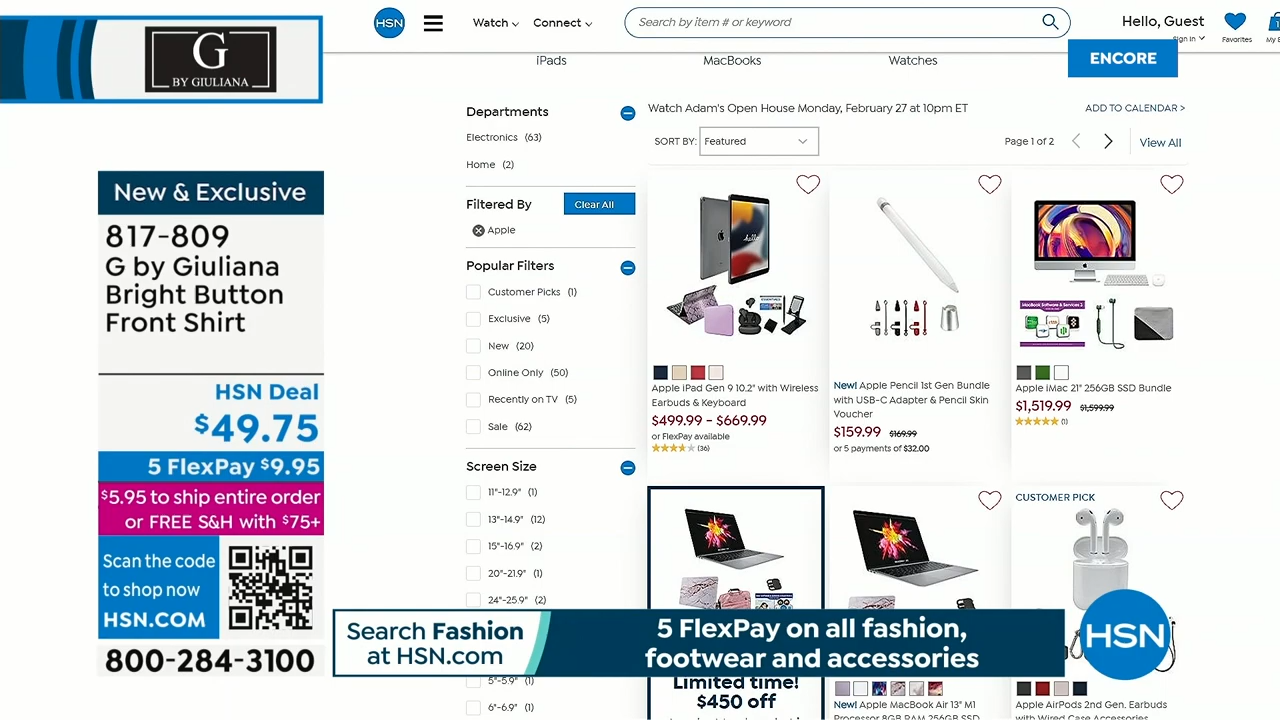 G
BY GIULIANA
New & Exclusive
817-809
G by Giuliana
Bright Button
Front Shirt
HSN Deal
$49.75
5 FlexPay $9.95
$5.95 to ship entire order
or FREE S&H with $75+
Scan the code
to shop now
HSN.COM
800-284-3100
HSN
Watch
Connect
Search by item # or keyword
Hello, Guest
Sign In
Favorites
ENCORE
iPads
MacBooks
Watches
Departments
Electronics (63)
Home (2)
Filtered By
Clear All
Apple
Popular Filters
Customer Picks (1)
Exclusive (5)
New (20)
Online Only (50)
Recently on TV (5)
Sale (62)
Screen Size
11"-12.9" (1)
13"-14.9" (12)
15"-16.9" (2)
20"-21.9" (1)
24"-25.9" (2)
5"-5.9" (1)
6"-6.9" (1)
Watch Adam's Open House Monday, February 27 at 10pm ET
ADD TO CALENDAR >
SORT BY: Featured
Page 1 of 2
View All
hello
Apple iPad Gen 9 10.2" with Wireless
Earbuds & Keyboard
$499.99 - $669.99
or FlexPay available
(36)
New! Apple Pencil 1st Gen Bundle
with USB-C Adapter & Pencil Skin
Voucher
$159.99 $169.99
or 5 payments of $32.00
MacBook Software & Services 2
Apple iMac 21" 256GB SSD Bundle
$1,519.99 $1,599.99
(1)
CUSTOMER PICK
Limited time!
$450 off
New! Apple MacBook Air 13" M1
Processor 8GB RAM 256GB SSD
Apple AirPods 2nd Gen. Earbuds
with Wired Case Accessories
Search Fashion
at HSN.com
5 FlexPay on all fashion,
footwear and accessories
HSN